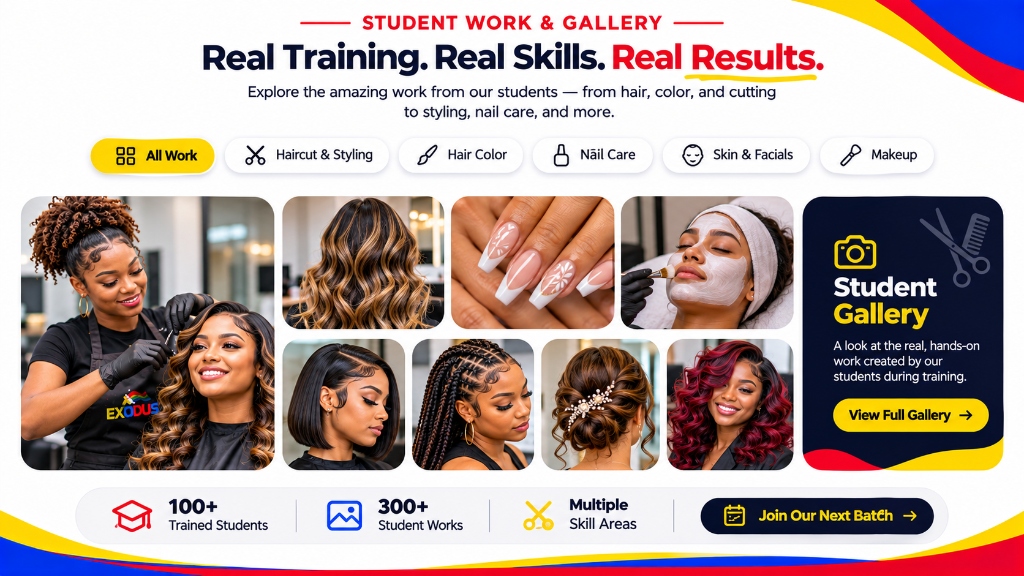 STUDENT WORK & GALLERY
Real Training. Real Skills. Real Results.
Explore the amazing work from our students — from hair, color, and cutting
to styling, nail care, and more.
All Work
Haircut & Styling
Hair Color
Nāil Care
Skin & Facials
Makeup
EXODUS
Student
Gallery
A look at the real, hands-on
work created by our
students during training.
View Full Gallery →
100+
Trained Students
300+
Student Works
Multiple
Skill Areas
Join Our Next Batch →